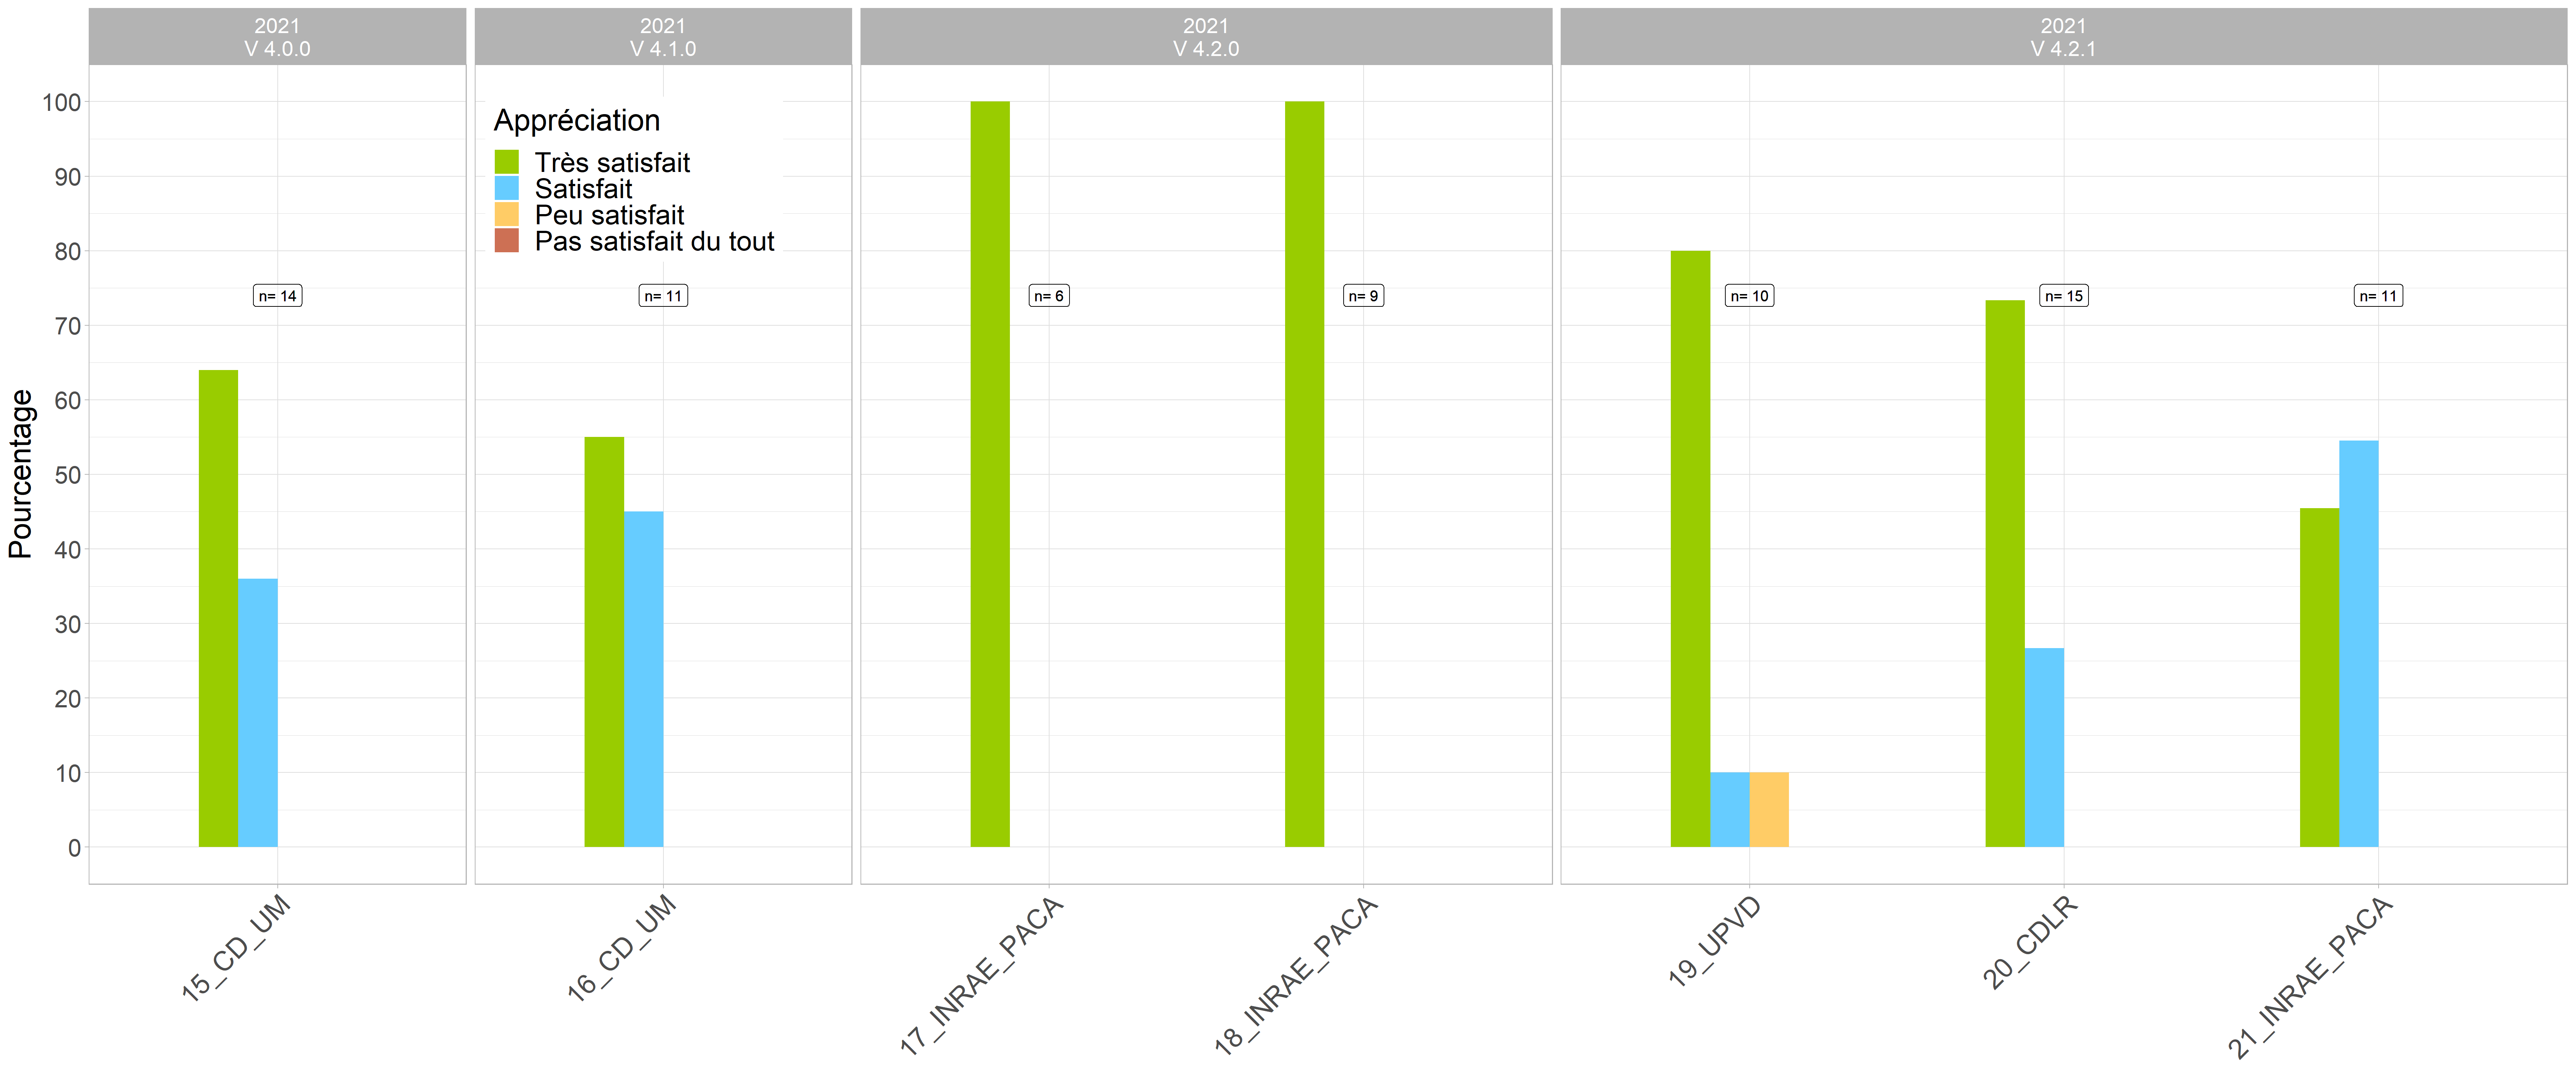 2021
V 4.0.0
2021
V 4.1.0
2021
V 4.2.0
2021
V 4.2.1
Pourcentage
100
90
80
70
60
50
40
30
20
10
0
Appréciation
Très satisfait
Satisfait
Peu satisfait
Pas satisfait du tout
n= 14
n= 11
n= 6
n= 9
n= 10
n= 15
n= 11
15_CD_UM
16_CD_UM
17_INRAE_PACA
18_INRAE_PACA
19_UPVD
20_CDLR
21_INRAE_PACA